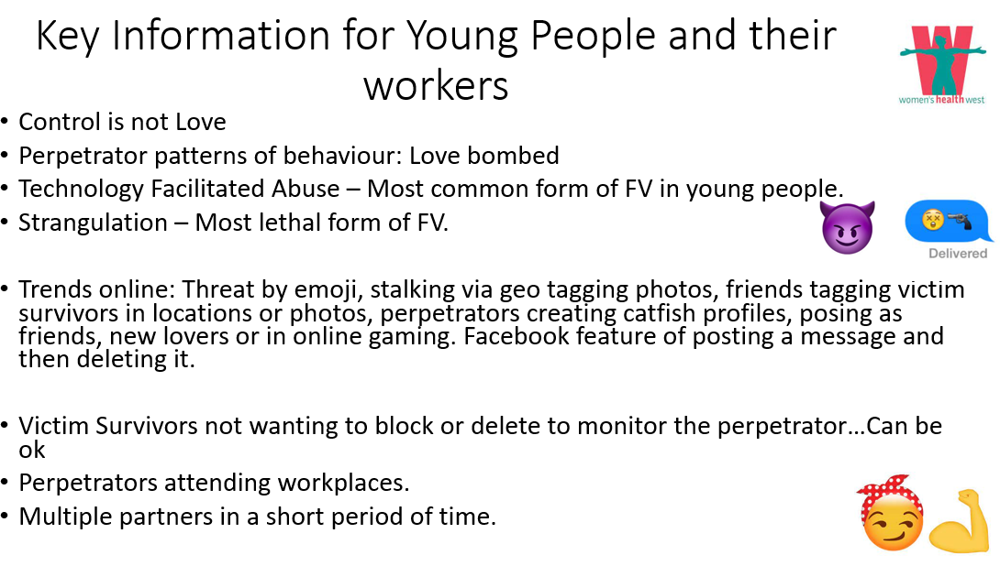 Key Information for Young People and their
workers
women's health west
• Control is not Love
• Perpetrator patterns of behaviour: Love bombed
• Technology Facilitated Abuse – Most common form of FV in young people.
• Strangulation – Most lethal form of FV.
Delivered
• Trends online: Threat by emoji, stalking via geo tagging photos, friends tagging victim
survivors in locations or photos, perpetrators creating catfish profiles, posing as
friends, new lovers or in online gaming. Facebook feature of posting a message and
then deleting it.
• Victim Survivors not wanting to block or delete to monitor the perpetrator…Can be
ok
• Perpetrators attending workplaces.
• Multiple partners in a short period of time.